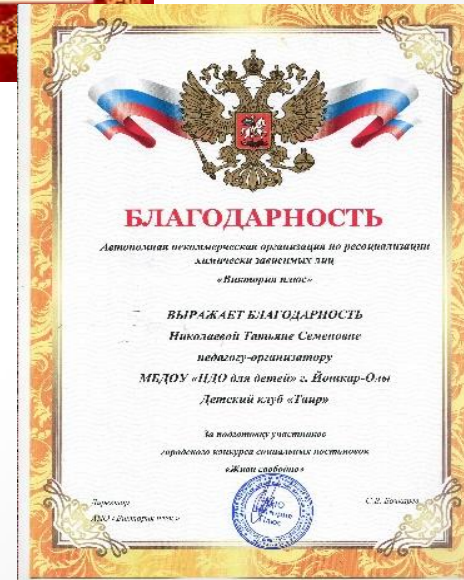 БЛАГОДАРНОСТЬ
Автономная некоммерческая организация по ресоциализации
химически зависимых лиц
«Виктория плюс»
ВЫРАЖАЕТ БЛАГОДАРНОСТЬ
Николаевой Татьяне Семеновне
педагогу-организатору
МБДОУ «ЦДО для детей» г. Йошкар-Олы
Детский клуб «Таир»
За подготовку участников
городского конкурса социальных постановок
«Живи свободно»
Директор
АНО «Виктория плюс»
С.В.